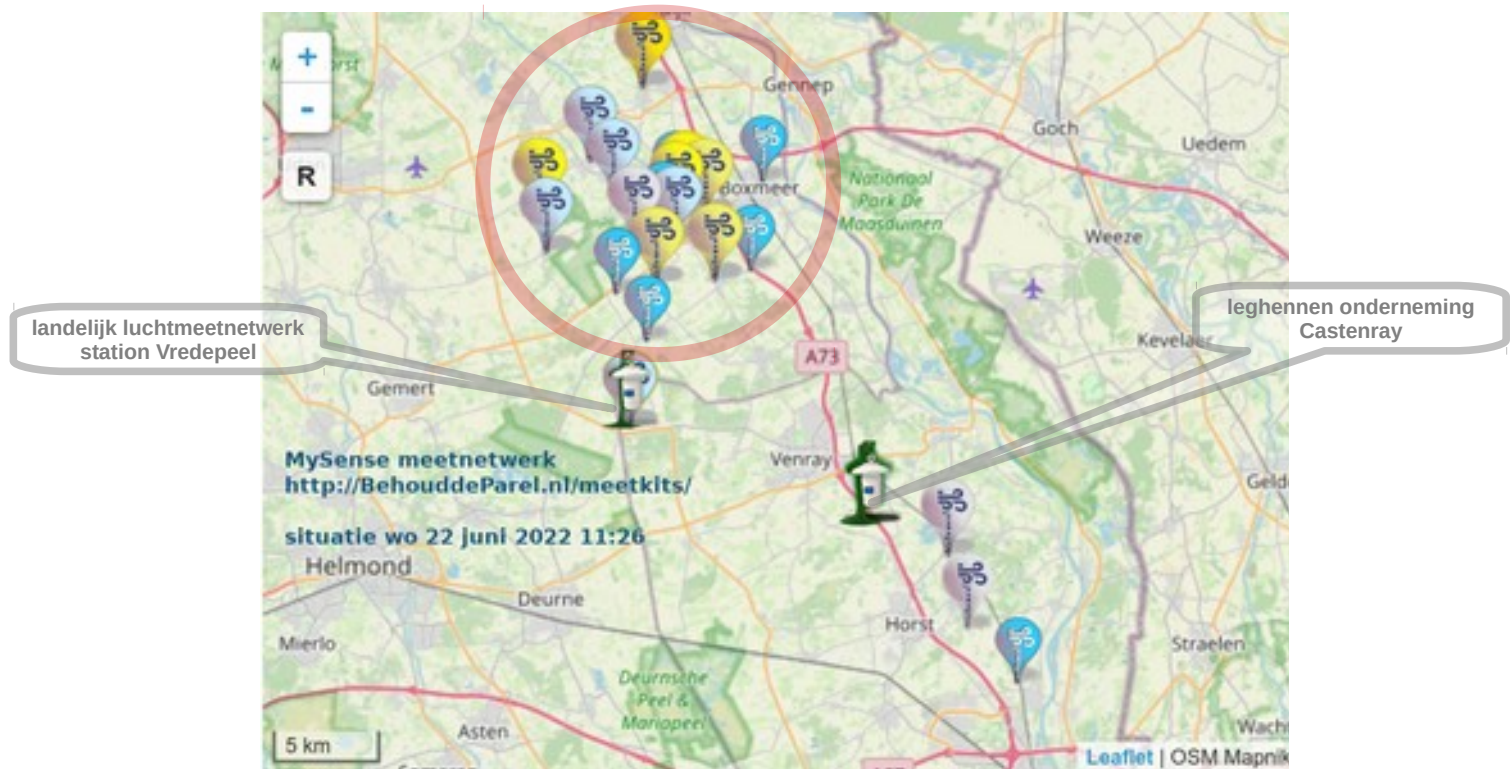 +
-
R
Gennep
Goch
Uedem
Boxmeer
Nationaal
Park De
Maasduinen
Weeze
landelijk luchtmeetnetwerk
station Vredepeel
leghennen onderneming
Castenray
A73
Gemert
Venray
MySense meetnetwerk
http://BehouddeParel.nl/meetkits/
situatie wo 22 juni 2022 11:26
Helmond
Deurne
Horst
Mierlo
Straelen
Deurnsche
Peel &
Mariapeel
Asten
5 km
Leaflet | OSM Mapnik